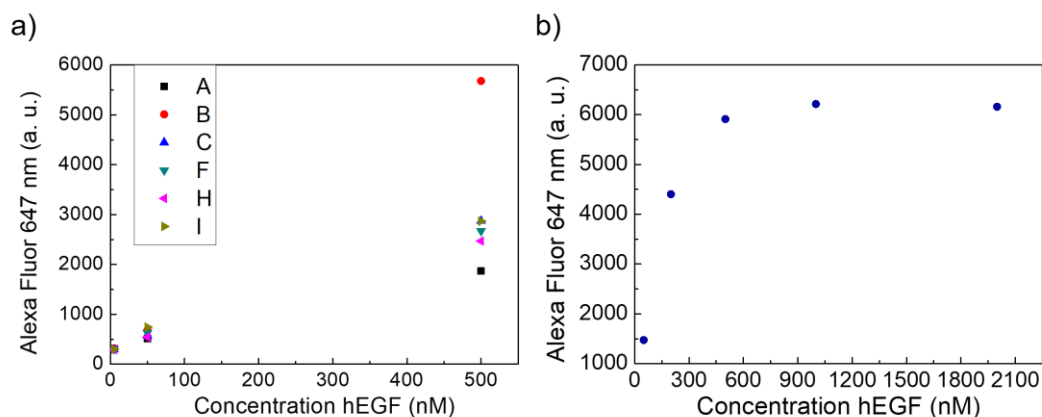 a)
Alexa Fluor 647 nm (a. u.)
6000
5000
4000
3000
2000
1000
0
A
B
C
F
H
I
0 100 200 300 400 500
Concentration hEGF (nM)
b)
Alexa Fluor 647 nm (a. u.)
7000
6000
5000
4000
3000
2000
1000
0 300 600 900 1200 1500 1800 2100
Concentration hEGF (nM)